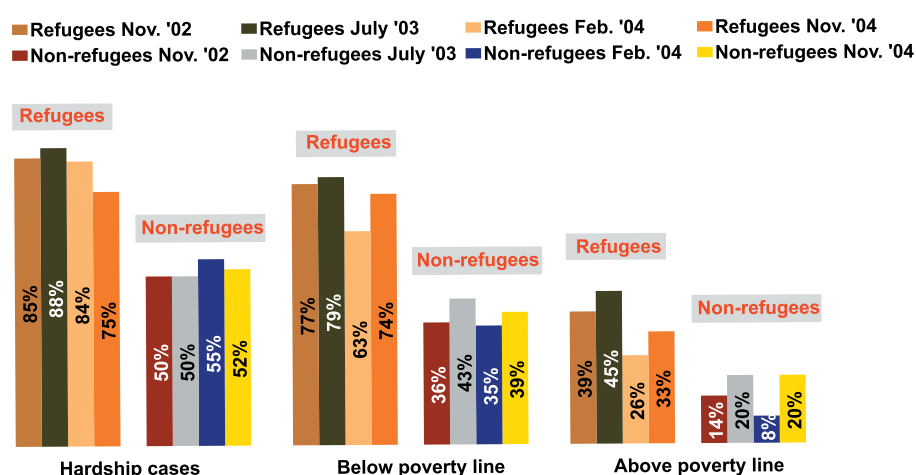 Refugees Nov. '02
Refugees July '03
Refugees Feb. '04
Refugees Nov. '04
Non-refugees Nov. '02
Non-refugees July '03
Non-refugees Feb. '04
Non-refugees Nov. '04
Refugees
85%
88%
84%
75%
Non-refugees
50%
50%
55%
52%
Hardship cases
Refugees
77%
79%
63%
74%
Non-refugees
36%
43%
35%
39%
Below poverty line
Refugees
39%
45%
26%
33%
Non-refugees
14%
20%
8%
20%
Above poverty line